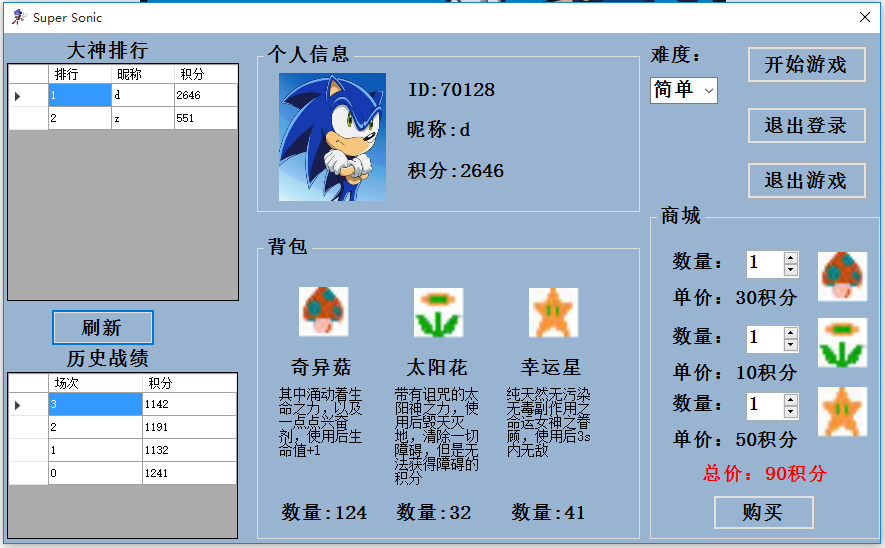 Super Sonic
大神排行
排行 昵称 积分
1 d 2646
2 z 551
刷新
历史战绩
场次 积分
3 1142
2 1191
1 1132
0 1241
个人信息
ID:70128
昵称:d
积分:2646
背包
奇异菇
其中涌动着生
命之力，以及
一点点兴奋
剂，使用后生
命值+1
数量:124
太阳花
带有诅咒的太
阳神之力，使
用后毁天灭
地，清除一切
障碍，但是无
法获得障碍的
积分
数量:32
幸运星
纯天然无污染
无毒副作用之
命运女神之眷
顾，使用后3s
内无敌
数量:41
难度：
简单
开始游戏
退出登录
退出游戏
商城
数量： 1
单价：30积分
数量： 1
单价：10积分
数量： 1
单价：50积分
总价：90积分
购买